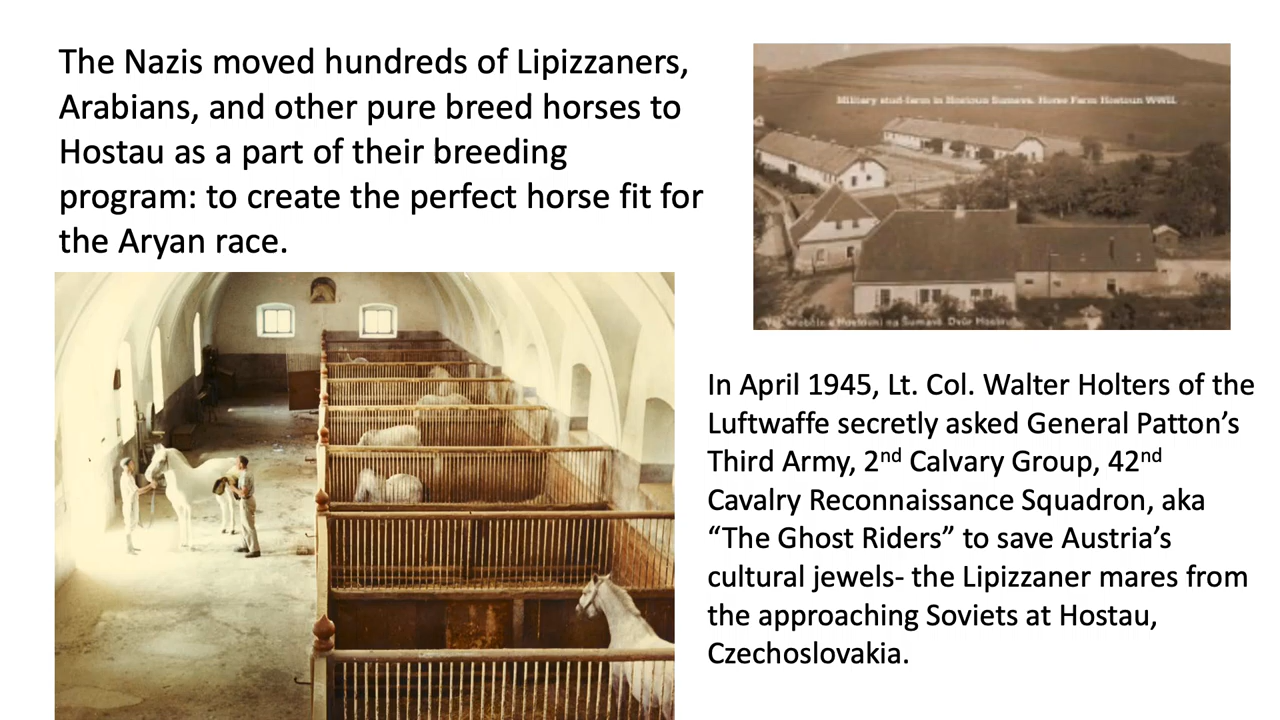 The Nazis moved hundreds of Lipizzaners,
Arabians, and other pure breed horses to
Hostau as a part of their breeding
program: to create the perfect horse fit for
the Aryan race.
Military stud-farm in Hostoun Sumava. Horse Farm Hostoun WWII.
In April 1945, Lt. Col. Walter Holters of the
Luftwaffe secretly asked General Patton’s
Third Army, 2nd Calvary Group, 42nd
Cavalry Reconnaissance Squadron, aka
“The Ghost Riders” to save Austria’s
cultural jewels- the Lipizzaner mares from
the approaching Soviets at Hostau,
Czechoslovakia.